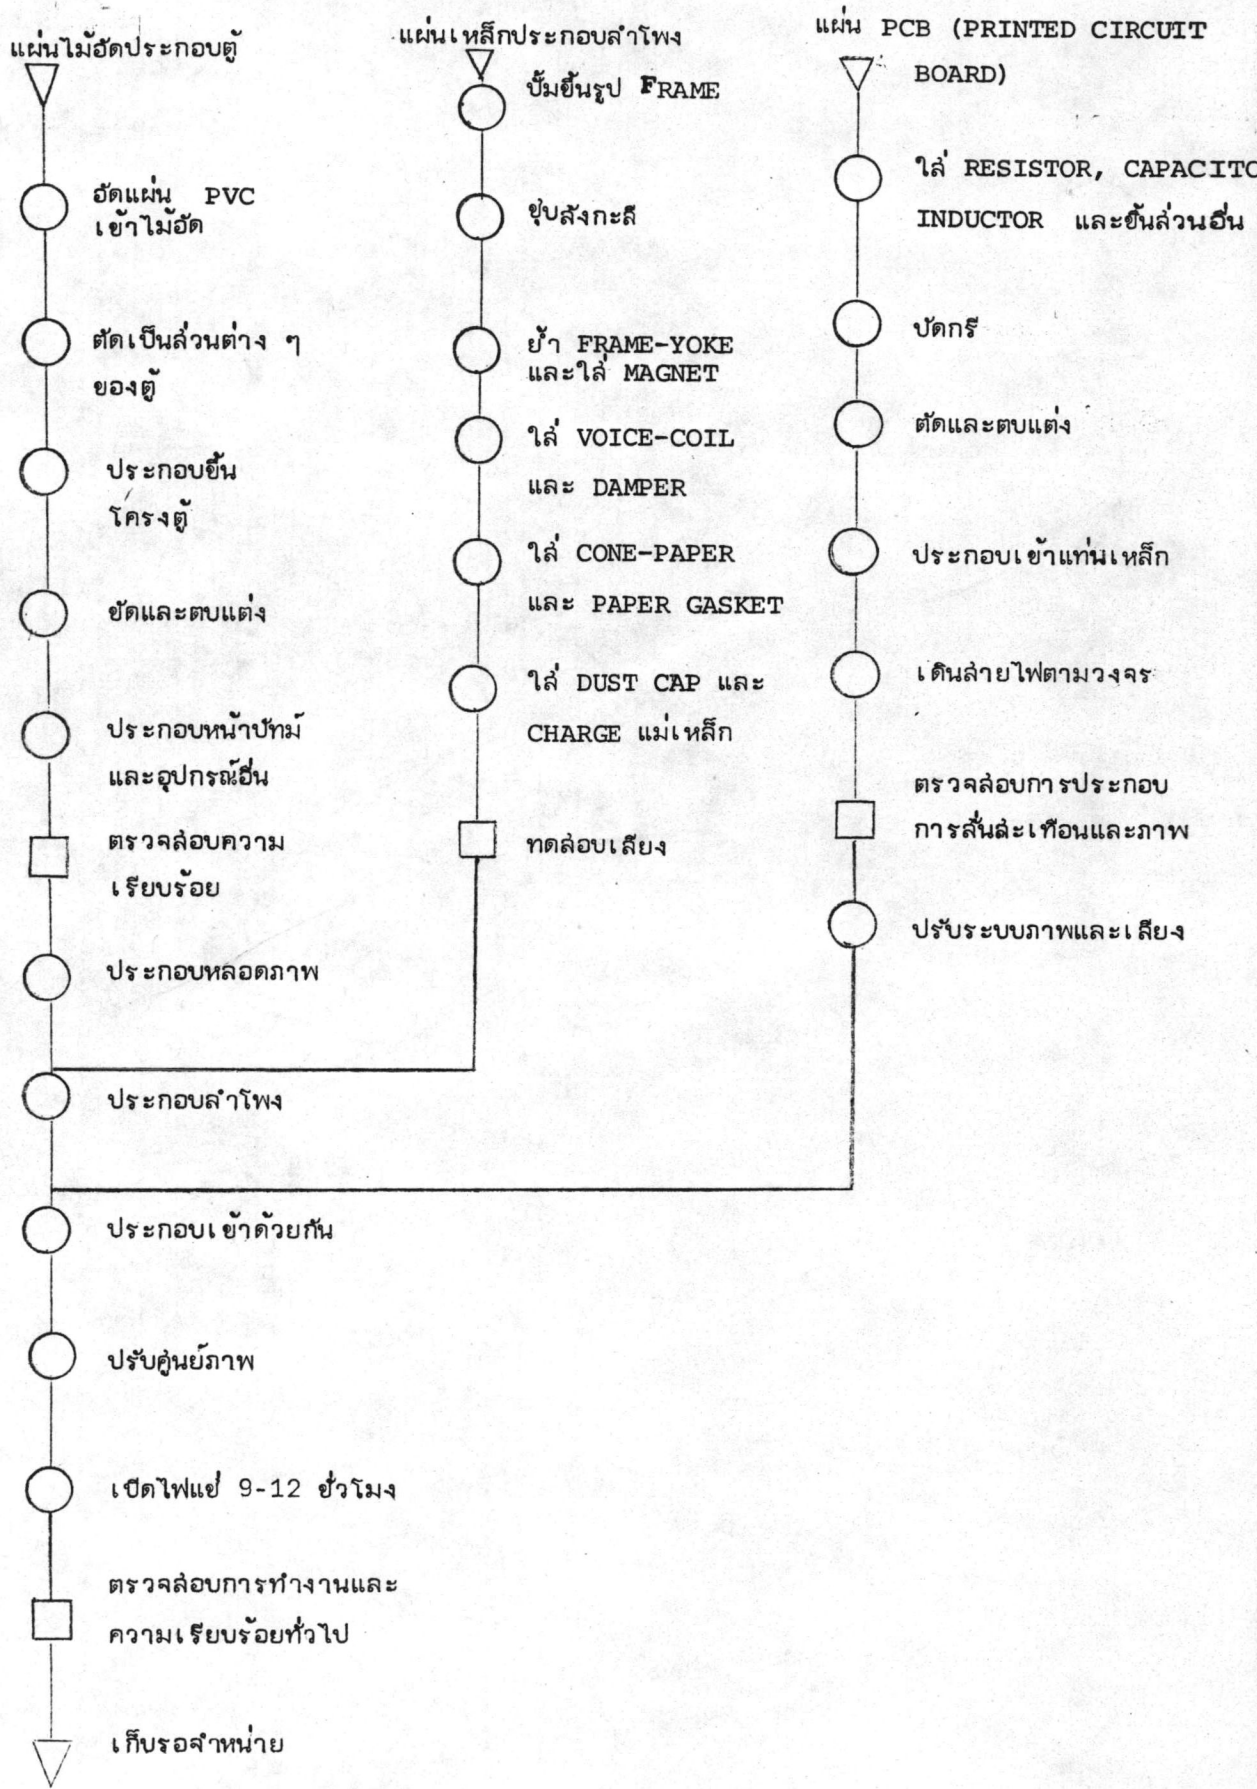 แผ่นไม้อัดประกอบตู้
อัดแผ่น PVC
เข้าไม้อัด
ตัดเป็นส่วนต่าง ๆ
ของตู้
ประกอบขึ้น
โครงตู้
ขัดและตบแต่ง
ประกอบหน้าปัทม์
และอุปกรณ์อื่น
ตรวจสอบความ
เรียบร้อย
ประกอบหลอดภาพ
ประกอบลำโพง
ประกอบเข้าด้วยกัน
ปรับศูนย์ภาพ
เปิดไฟแช่ 9-12 ชั่วโมง
ตรวจสอบการทำงานและ
ความเรียบร้อยทั่วไป
เก็บรอจำหน่าย
แผ่นเหล็กประกอบลำโพง
ปั้มขึ้นรูป FRAME
ชุบสังกะสี
ย้ำ FRAME-YOKE
และใส่ MAGNET
ใส่ VOICE-COIL
และ DAMPER
ใส่ CONE-PAPER
และ PAPER GASKET
ใส่ DUST CAP และ
CHARGE แม่เหล็ก
ทดสอบเสียง
แผ่น PCB (PRINTED CIRCUIT
BOARD)
ใส่ RESISTOR, CAPACITO
INDUCTOR และชิ้นส่วนอื่น
บัดกรี
ตัดและตบแต่ง
ประกอบเข้าแท่นเหล็ก
เดินสายไฟตามวงจร
ตรวจสอบการประกอบ
การสั่นสะเทือนและภาพ
ปรับระบบภาพและเสียง